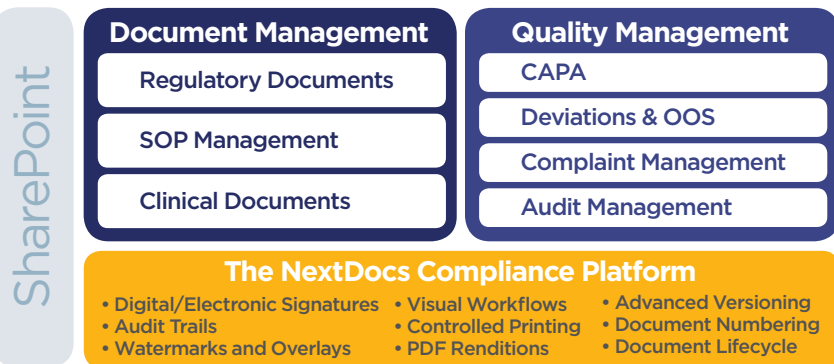 SharePoint
Document Management
Regulatory Documents
SOP Management
Clinical Documents
Quality Management
CAPA
Deviations & OOS
Complaint Management
Audit Management
The NextDocs Compliance Platform
• Digital/Electronic Signatures
• Audit Trails
• Watermarks and Overlays
• Visual Workflows
• Controlled Printing
• PDF Renditions
• Advanced Versioning
• Document Numbering
• Document Lifecycle